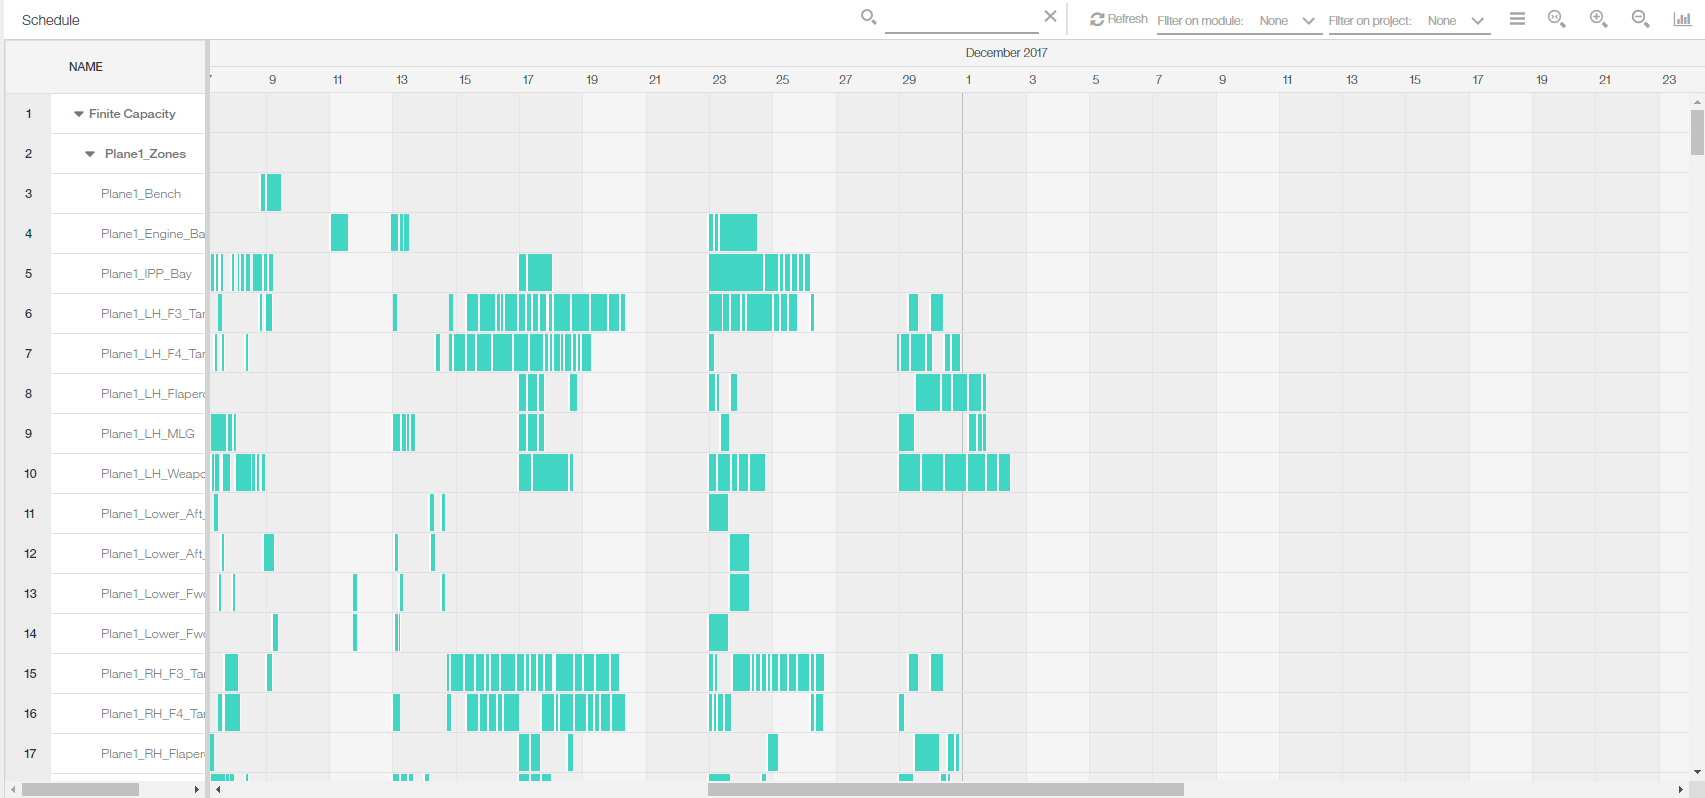 Schedule
Refresh Filter on module: None Filter on project: None
NAME
December 2017
7 9 11 13 15 17 19 21 23 25 27 29 1 3 5 7 9 11 13 15 17 19 21 23
1 Finite Capacity
2 Plane1_Zones
3 Plane1_Bench
4 Plane1_Engine_Ba
5 Plane1_IPP_Bay
6 Plane1_LH_F3_Tar
7 Plane1_LH_F4_Tar
8 Plane1_LH_Flaper
9 Plane1_LH_MLG
10 Plane1_LH_Weapo
11 Plane1_Lower_Aft_
12 Plane1_Lower_Aft_
13 Plane1_Lower_Fwd
14 Plane1_Lower_Fwd
15 Plane1_RH_F3_Tar
16 Plane1_RH_F4_Tar
17 Plane1_RH_Flaper